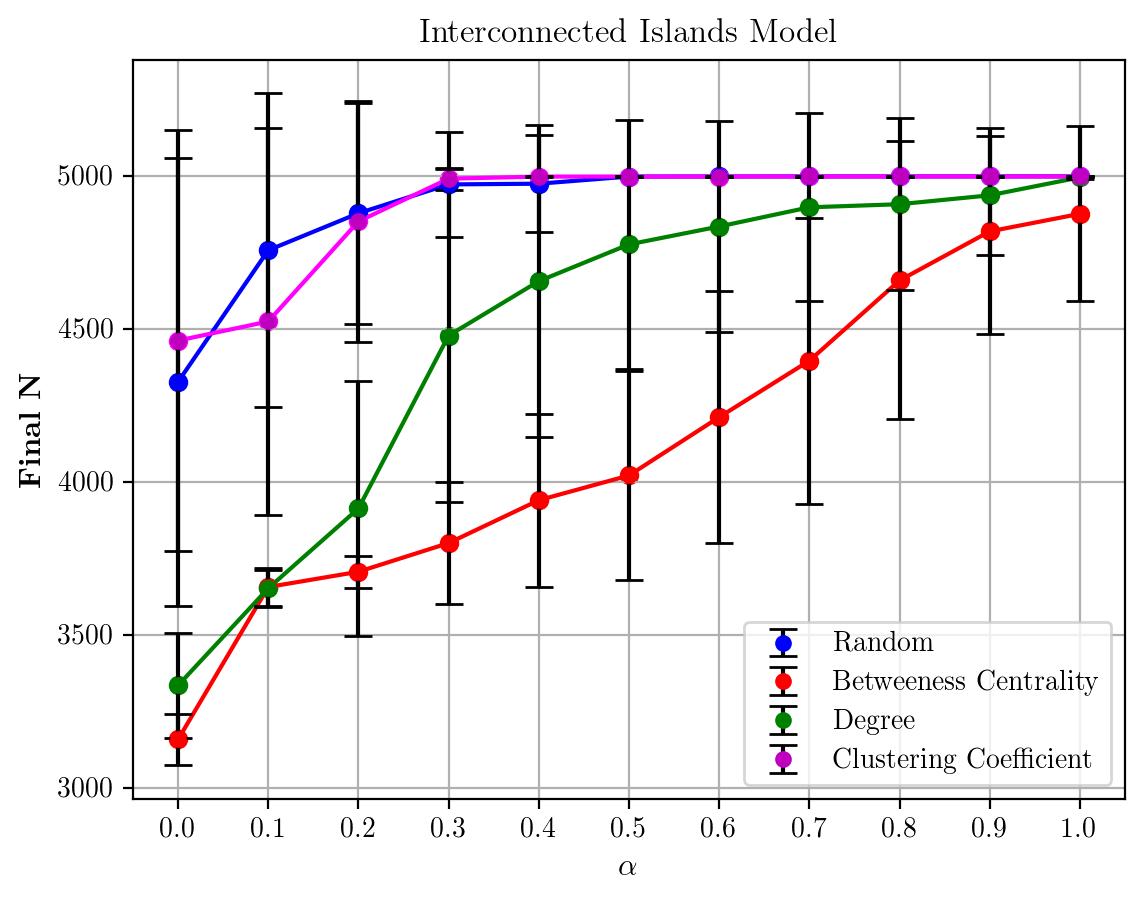 Interconnected Islands Model
Final N
5000
4500
4000
3500
3000
0.0 0.1 0.2 0.3 0.4 0.5 0.6 0.7 0.8 0.9 1.0
α
Random
Betweeness Centrality
Degree
Clustering Coefficient